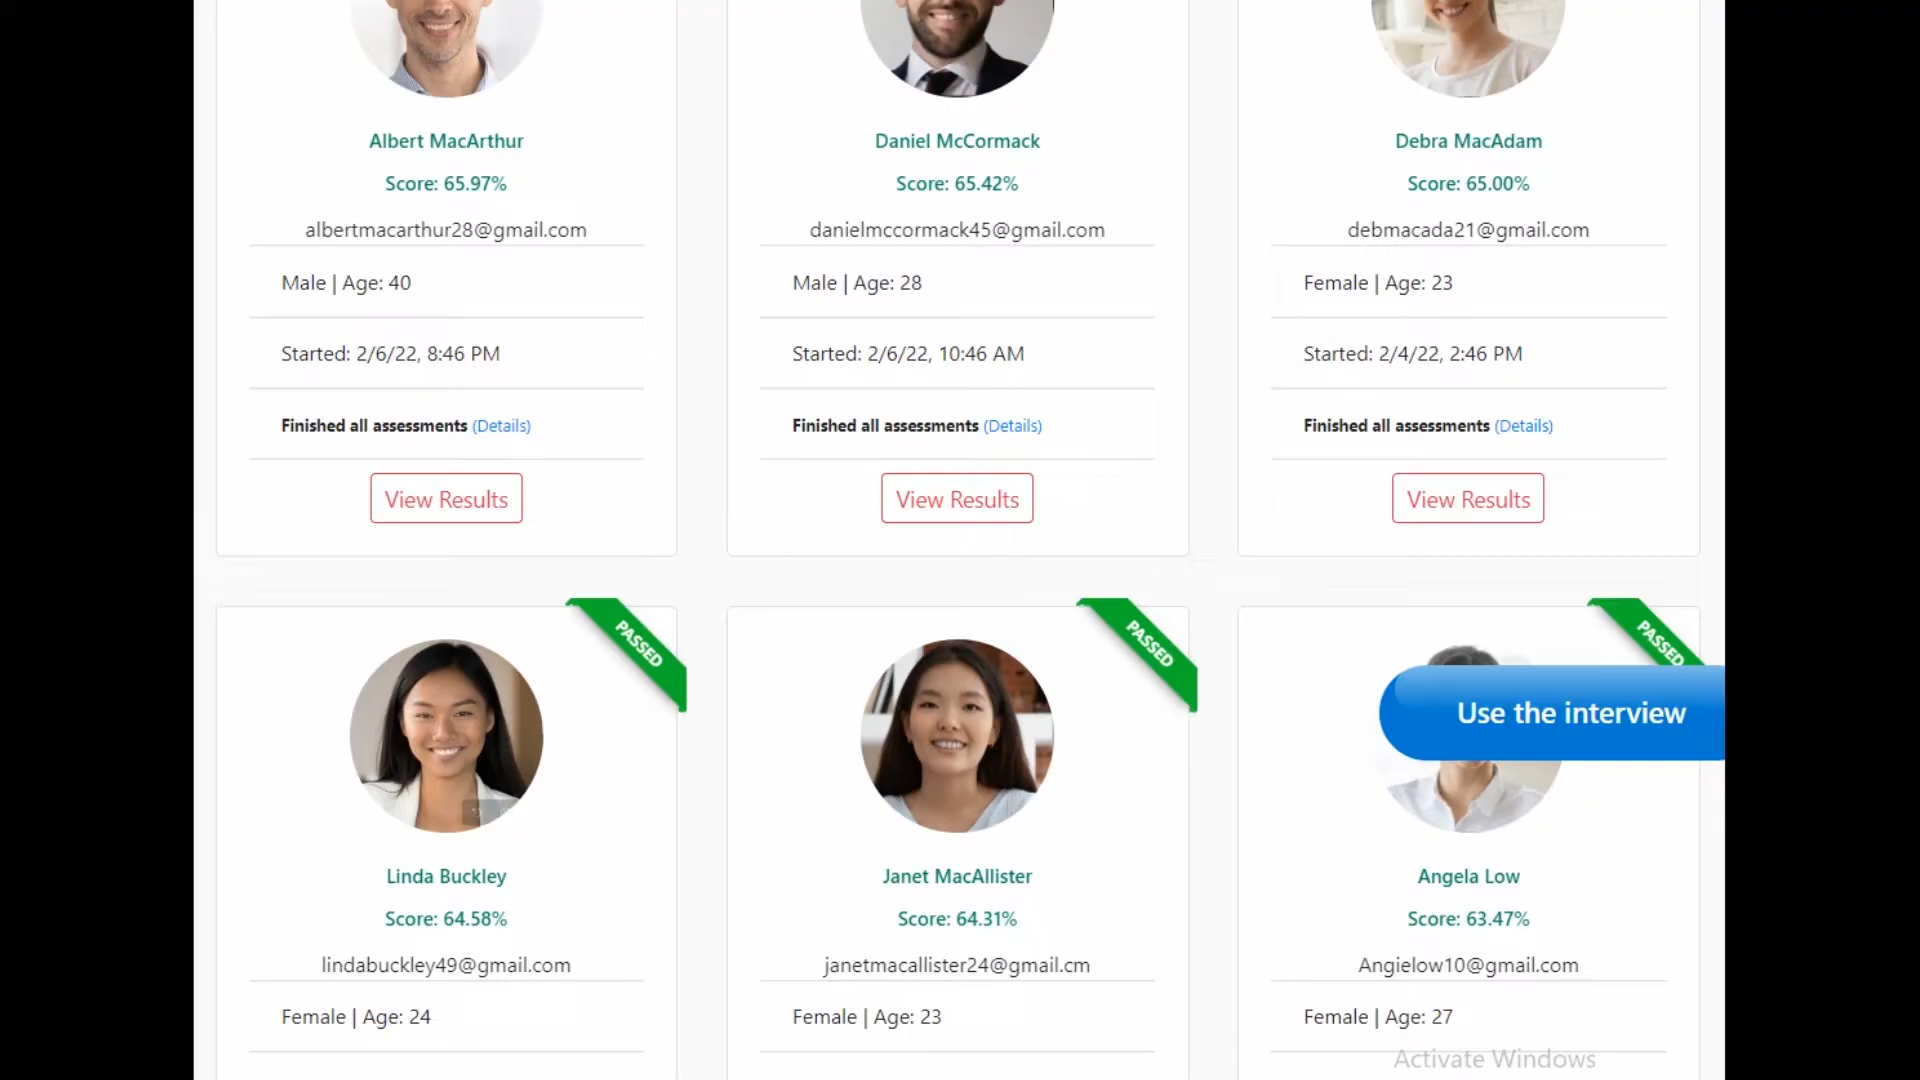 Albert MacArthur
Score: 65.97%
albertmacarthur28@gmail.com
Male | Age: 40
Started: 2/6/22, 8:46 PM
Finished all assessments (Details)
View Results
Daniel McCormack
Score: 65.42%
danielmccormack45@gmail.com
Male | Age: 28
Started: 2/6/22, 10:46 AM
Finished all assessments (Details)
View Results
Debra MacAdam
Score: 65.00%
debmacada21@gmail.com
Female | Age: 23
Started: 2/4/22, 2:46 PM
Finished all assessments (Details)
View Results
PASSED
Linda Buckley
Score: 64.58%
lindabuckley49@gmail.com
Female | Age: 24
PASSED
Janet MacAllister
Score: 64.31%
janetmacallister24@gmail.cm
Female | Age: 23
PASSED
Use the interview
Angela Low
Score: 63.47%
Angielow10@gmail.com
Female | Age: 27
Activate Windows